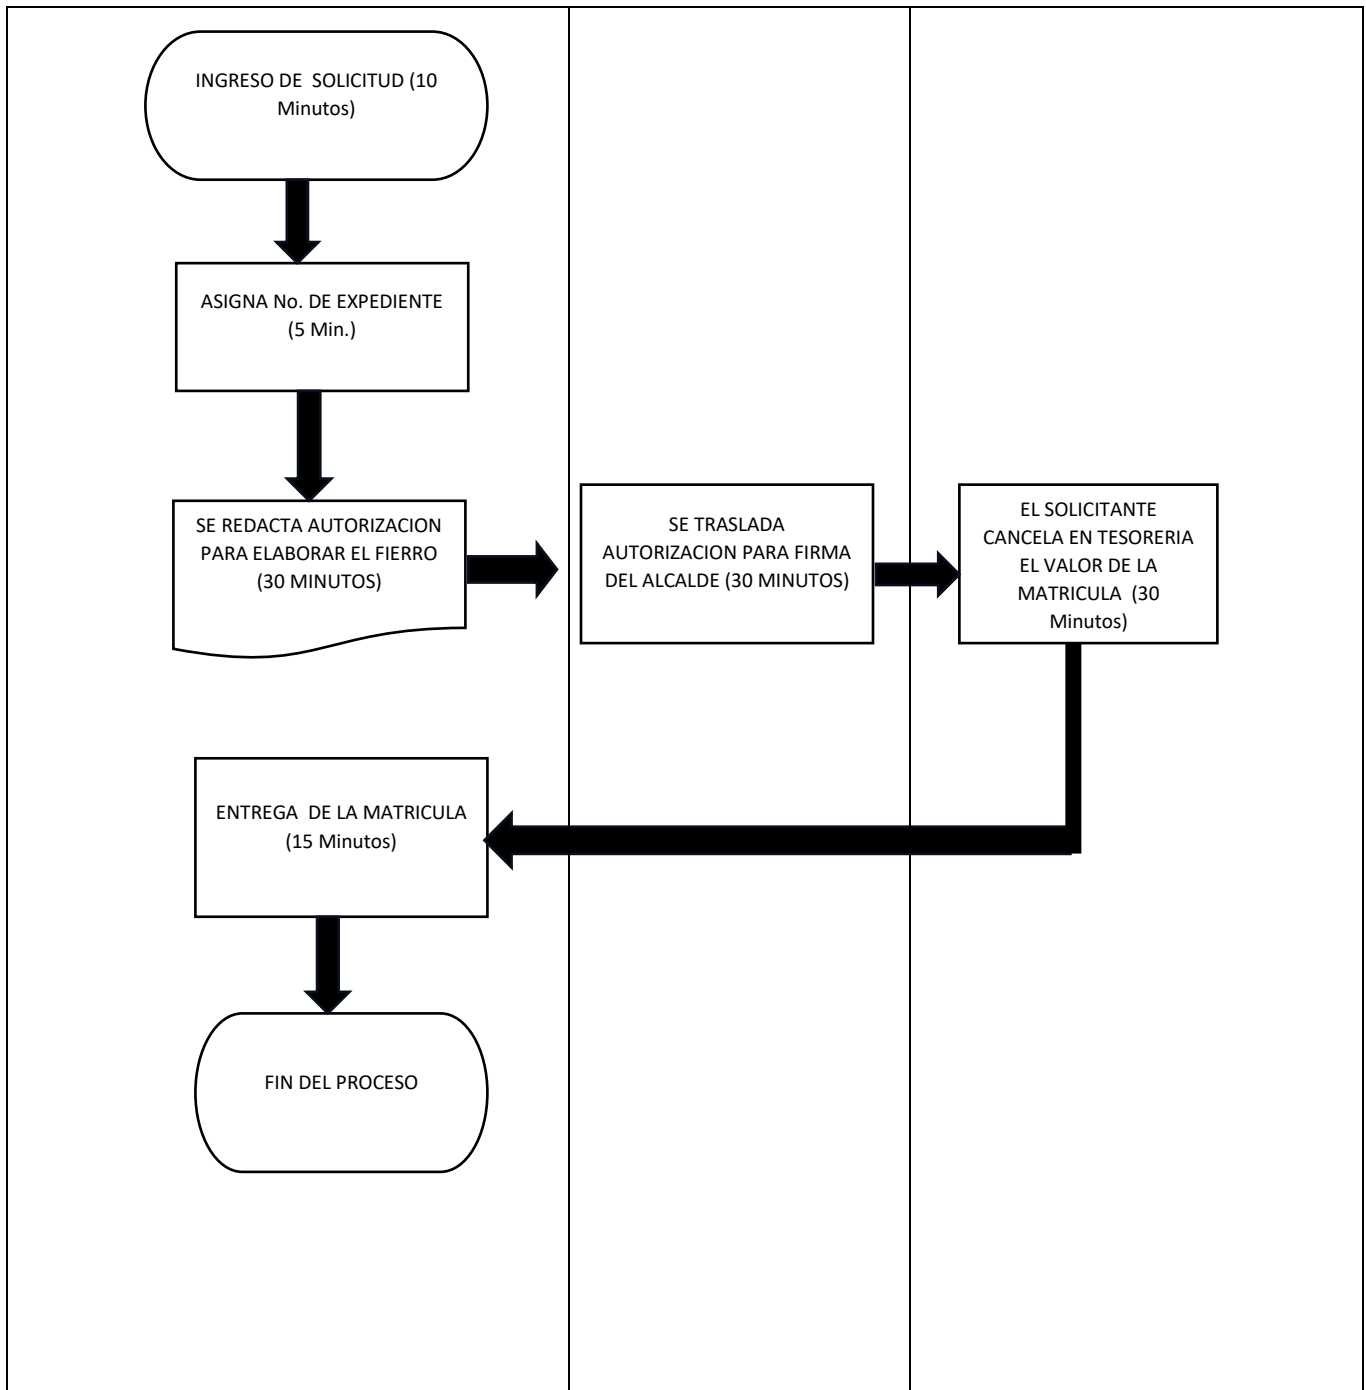 INGRESO DE  SOLICITUD (10
Minutos)
ASIGNA No. DE EXPEDIENTE
(5 Min.)
SE REDACTA AUTORIZACION
PARA ELABORAR EL FIERRO
(30 MINUTOS)
SE TRASLADA
AUTORIZACION PARA FIRMA
DEL ALCALDE (30 MINUTOS)
EL SOLICITANTE
CANCELA EN TESORERIA
EL VALOR DE LA
MATRICULA  (30
Minutos)
ENTREGA  DE LA MATRICULA
(15 Minutos)
FIN DEL PROCESO